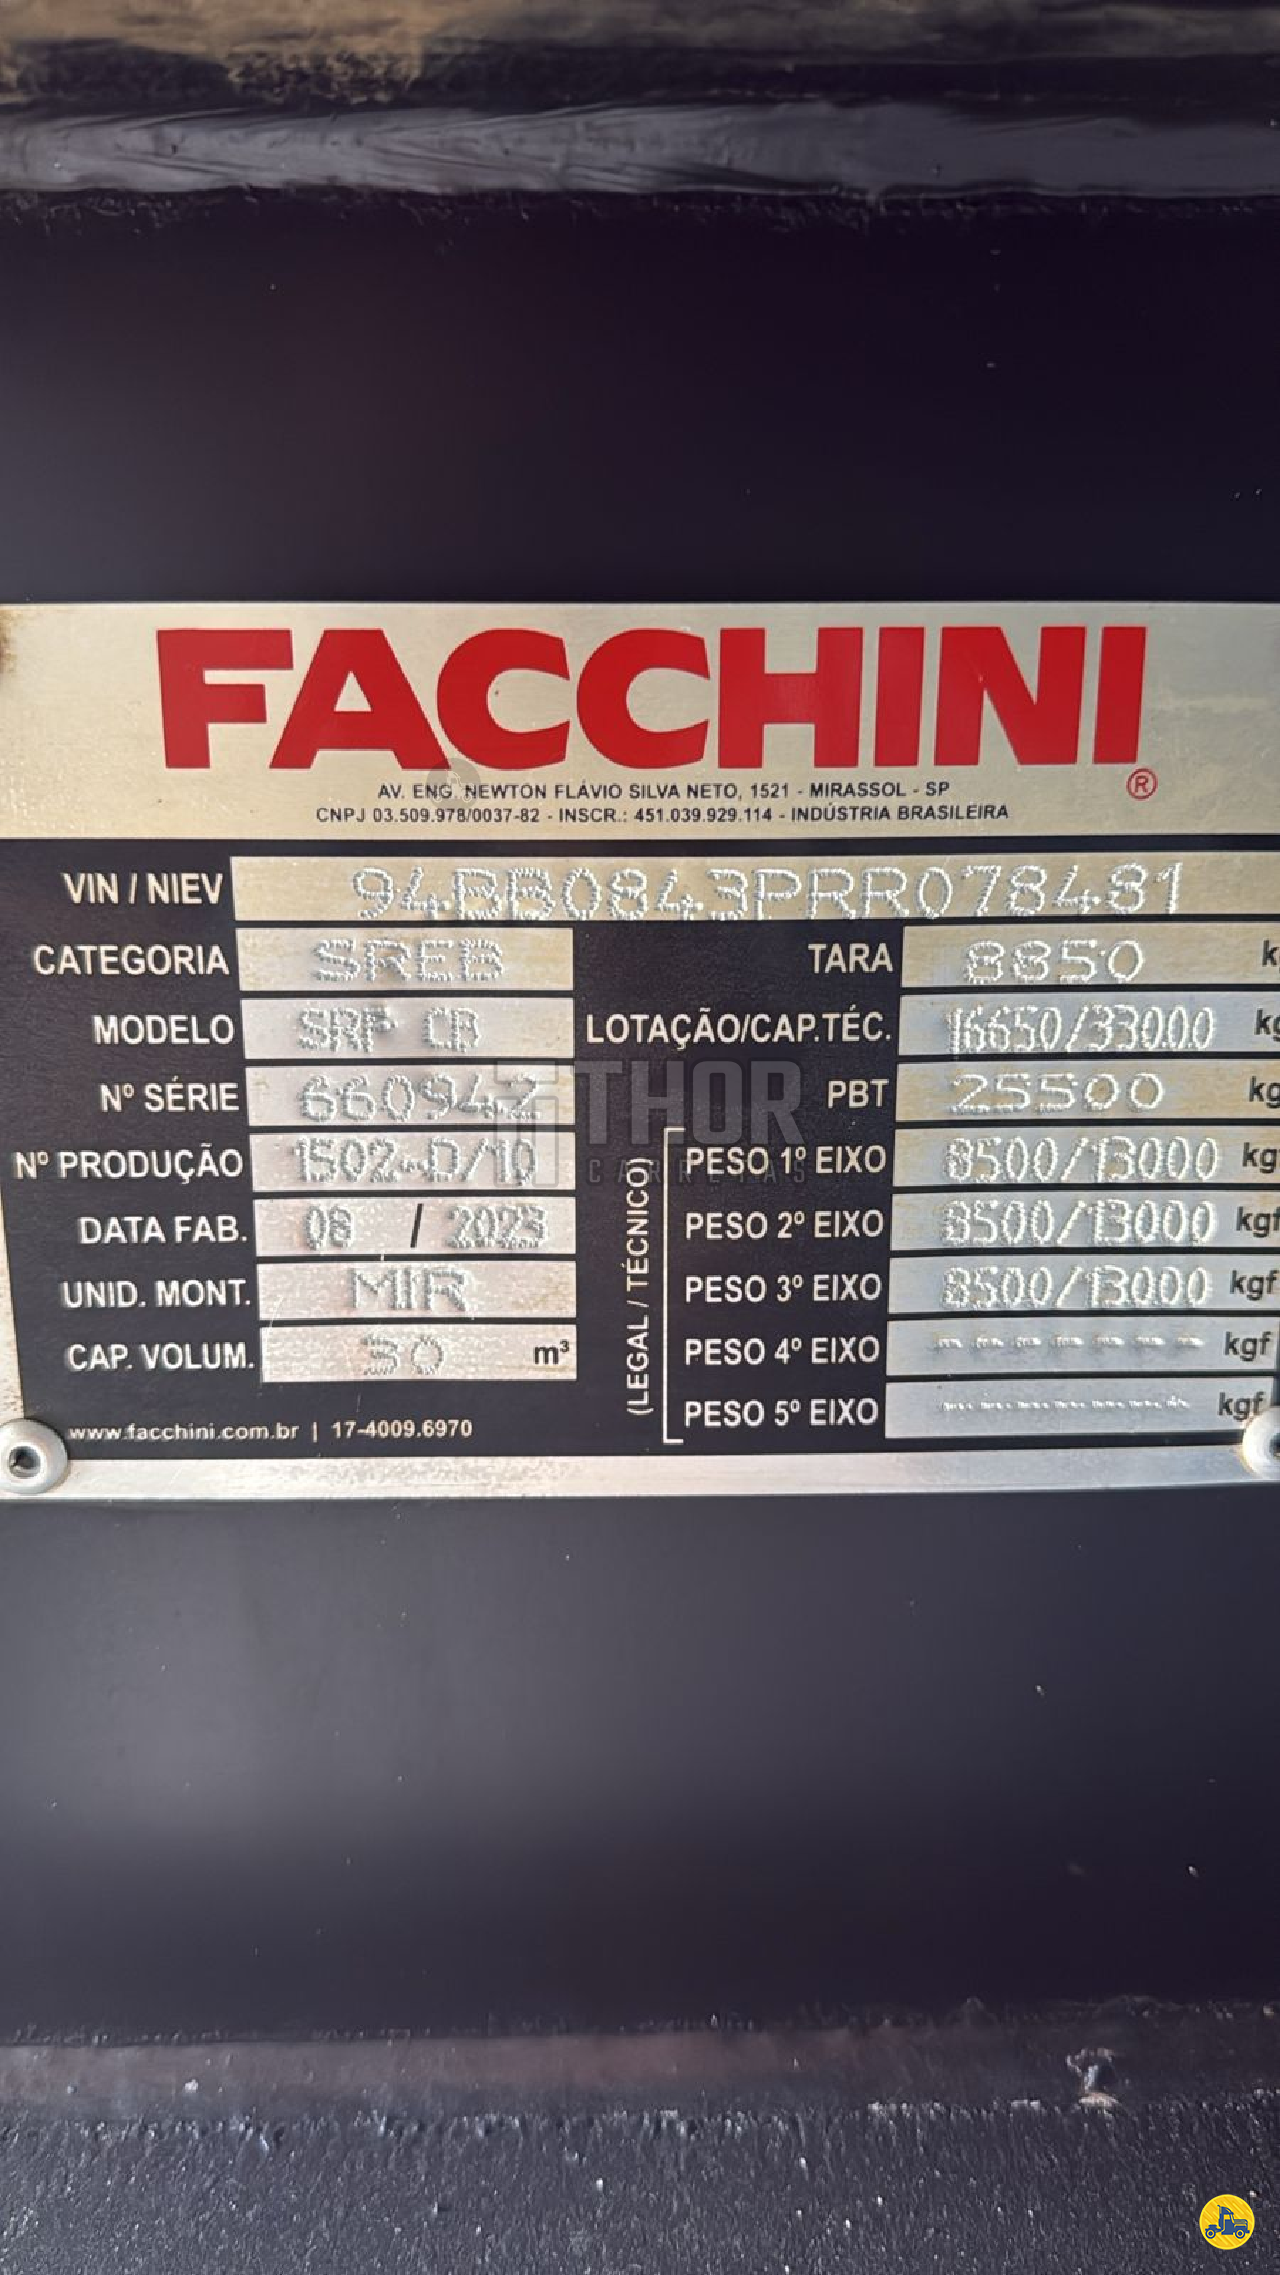 FACCHINI
®
AV. ENG. NEWTON FLÁVIO SILVA NETO, 1521 - MIRASSOL - SP
CNPJ 03.509.978/0037-82 - INSCR.: 451.039.929.114 - INDÚSTRIA BRASILEIRA
VIN / NIEV 94BB0843PRR078481
CATEGORIA SREB
TARA 8850
MODELO SRF CB
LOTAÇÃO/CAP.TÉC. 16650/33000 kg
Nº SÉRIE 660942
PBT 25500 kg
Nº PRODUÇÃO 1502-D/10
DATA FAB. 08 / 2023
UNID. MONT. MIR
CAP. VOLUM. 30 m³
(LEGAL / TÉCNICO)
PESO 1º EIXO 8500/13000 kgf
PESO 2º EIXO 8500/13000 kgf
PESO 3º EIXO 8500/13000 kgf
PESO 4º EIXO ------- kgf
PESO 5º EIXO ------- kgf
www.facchini.com.br | 17-4009.6970
THOR
CARRETAS